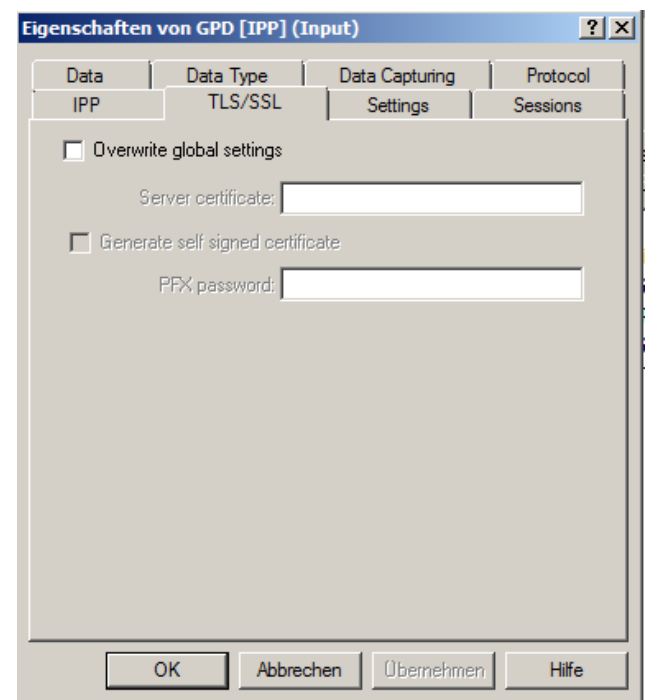 Eigenschaften von GPD [IPP] (Input)
Data Data Type Data Capturing Protocol
IPP TLS/SSL Settings Sessions
Overwrite global settings
Server certificate:
Generate self signed certificate
PFX password:
OK Abbrechen Übernehmen Hilfe